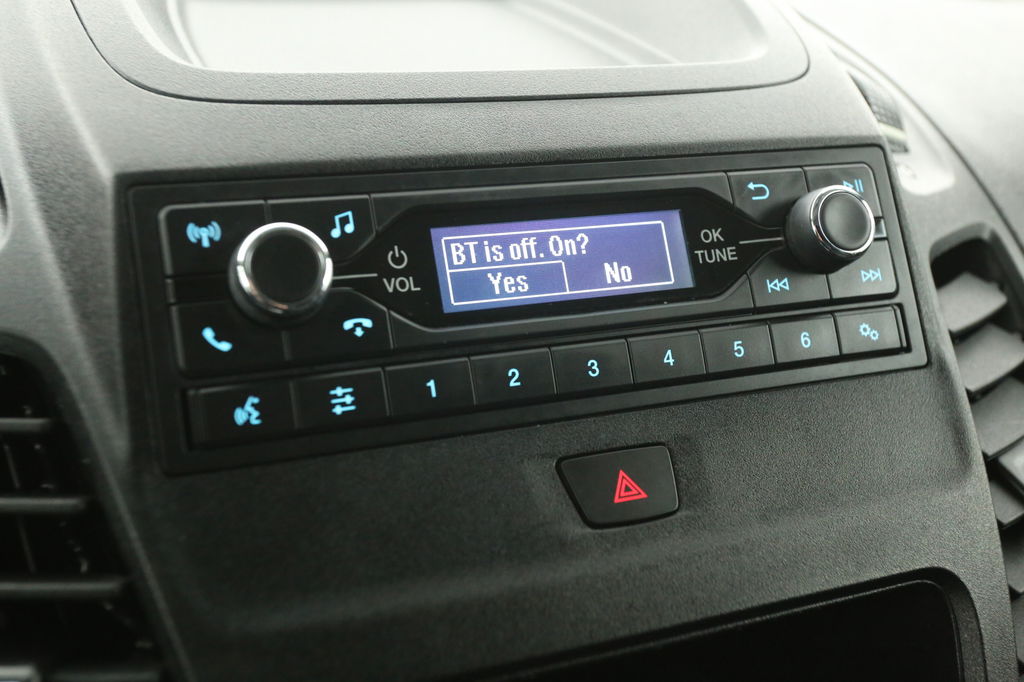 BT is off. On?
Yes No
VOL
OK
TUNE
1 2 3 4 5 6